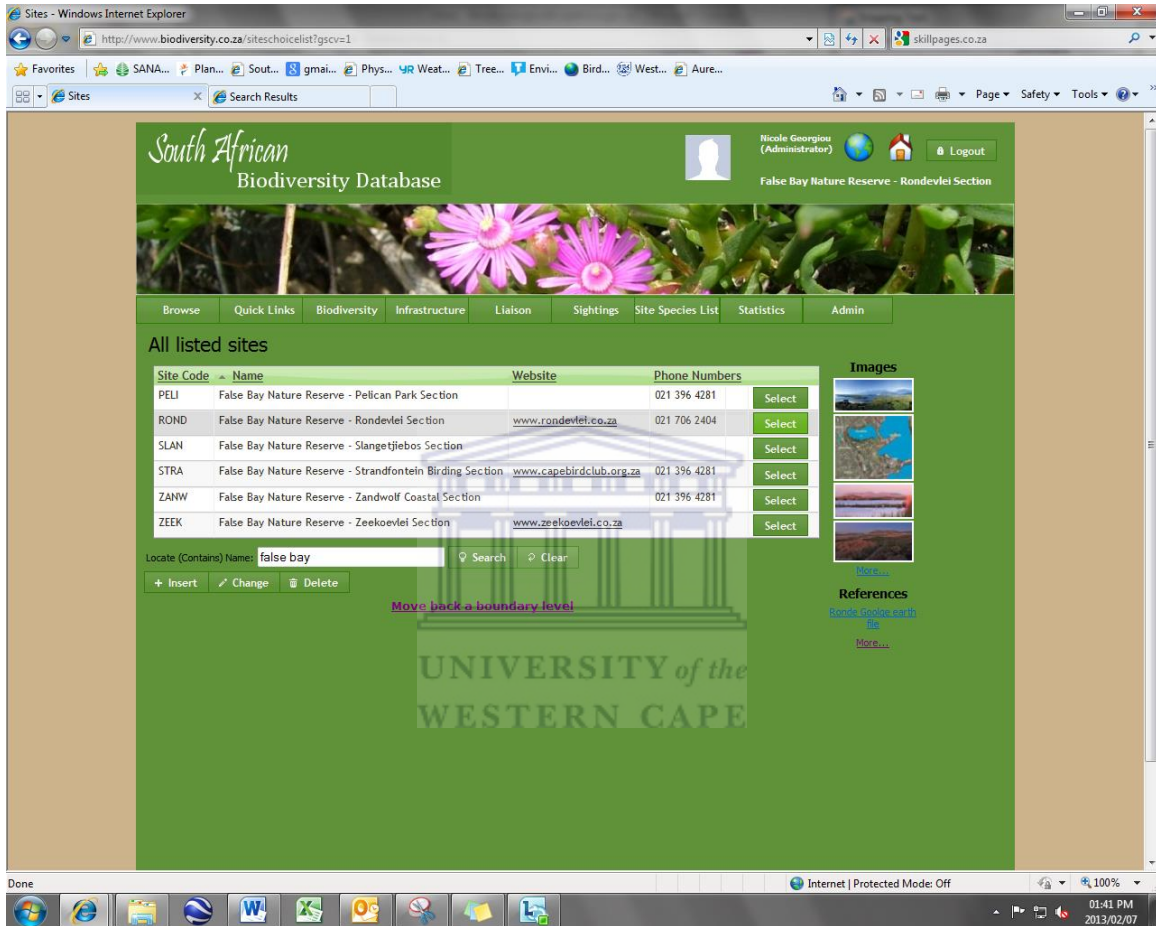 Sites - Windows Internet Explorer
http://www.biodiversity.co.za/siteschoicelist?gscv=1
skillpages.co.za
Favorites SANA... Plan... Sout... gmai... Phys... Weat... Tree... Envi... Bird... West... Aure...
Sites Search Results Page Safety Tools
South African
Biodiversity Database
Nicole Georgiou
(Administrator)
Logout
False Bay Nature Reserve - Rondevlei Section
Browse Quick Links Biodiversity Infrastructure Liaison Sightings Site Species List Statistics Admin
All listed sites
Site Code Name Website Phone Numbers
PELI False Bay Nature Reserve - Pelican Park Section 021 396 4281 Select
ROND False Bay Nature Reserve - Rondevlei Section www.rondevlei.co.za 021 706 2404 Select
SLAN False Bay Nature Reserve - Slangetjiebos Section Select
STRA False Bay Nature Reserve - Strandfontein Birding Section www.capebirdclub.org.za 021 396 4281 Select
ZANW False Bay Nature Reserve - Zandwolf Coastal Section 021 396 4281 Select
ZEEK False Bay Nature Reserve - Zeekoevlei Section www.zeekoevlei.co.za Select
Locate (Contains) Name: false bay Search Clear
+ Insert Change Delete
Move back a boundary level
Images
More...
References
Ronde Goolge earth
file
More...
UNIVERSITY of the
WESTERN CAPE
Done Internet | Protected Mode: Off 100%
01:41 PM
2013/02/07